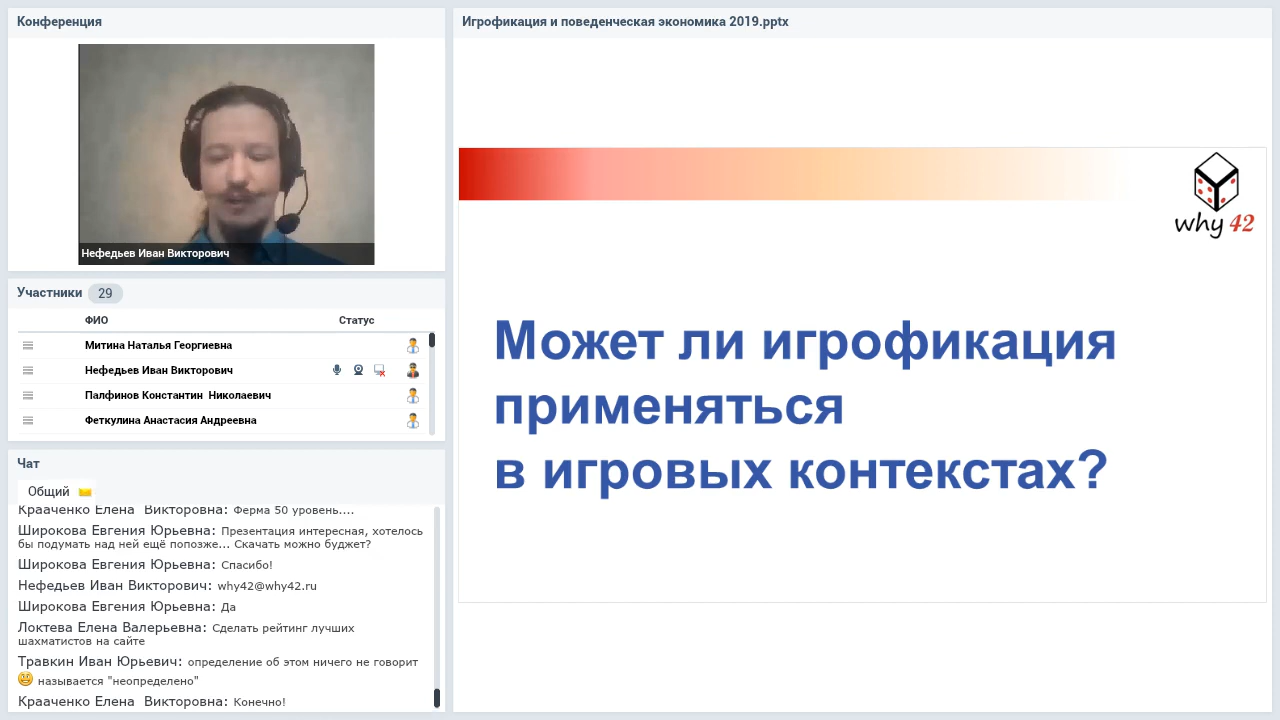 Конференция
Нефедьев Иван Викторович
Участники 29
ФИО Статус
Митина Наталья Георгиевна
Нефедьев Иван Викторович
Палфинов Константин Николаевич
Феткулина Анастасия Андреевна
Чат
Общий
Крааченко Елена Викторовна: Ферма 50 уровень....
Широкова Евгения Юрьевна: Презентация интересная, хотелось
бы подумать над ней ещё попозже... Скачать можно буджет?
Широкова Евгения Юрьевна: Спасибо!
Нефедьев Иван Викторович: why42@why42.ru
Широкова Евгения Юрьевна: Да
Локтева Елена Валерьевна: Сделать рейтинг лучших
шахматистов на сайте
Травкин Иван Юрьевич: определение об этом ничего не говорит
называется "неопределено"
Крааченко Елена Викторовна: Конечно!
Игрофикация и поведенческая экономика 2019.pptx
why 42
Может ли игрофикация
применяться
в игровых контекстах?